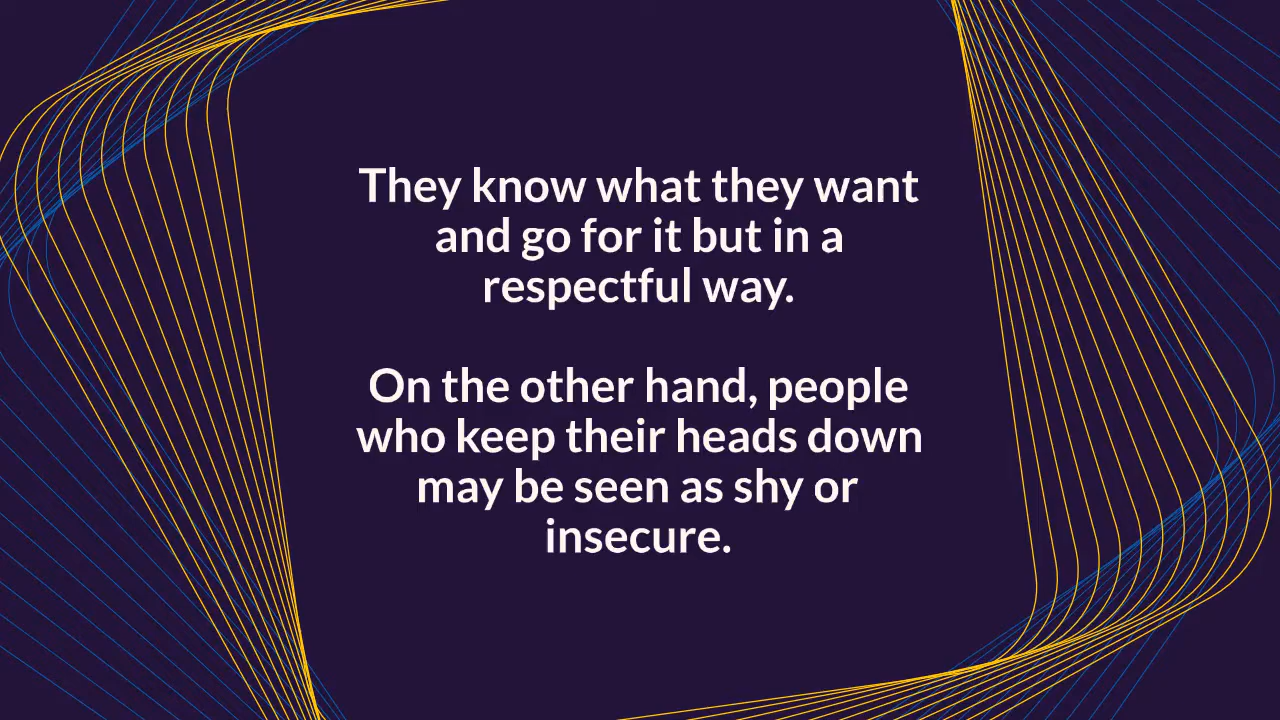 They know what they want
and go for it but in a
respectful way.
On the other hand, people
who keep their heads down
may be seen as shy or
insecure.